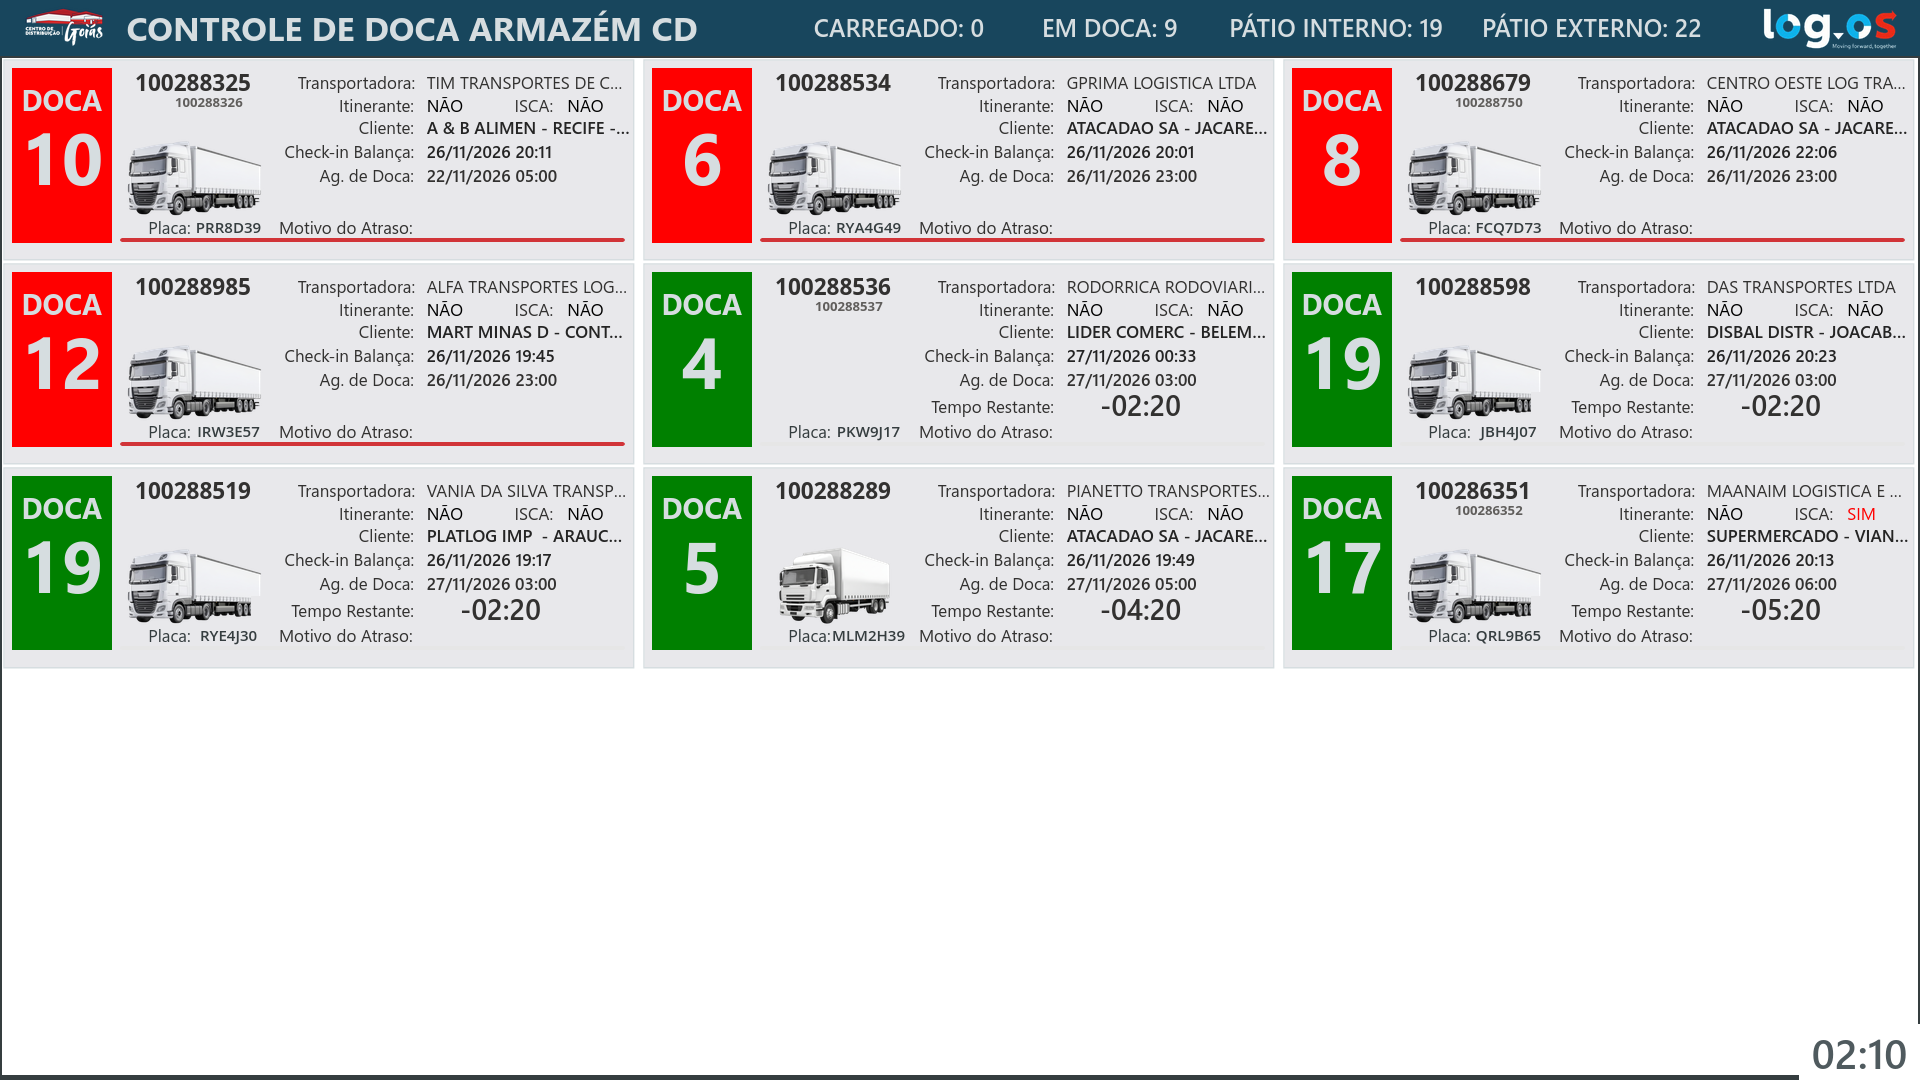 CENTRO DE DISTRIBUIÇÃO Goiás
CONTROLE DE DOCA ARMAZÉM CD
CARREGADO: 0 EM DOCA: 9 PÁTIO INTERNO: 19 PÁTIO EXTERNO: 22
log.os
Moving forward, together
DOCA
10
100288325
100288326
Transportadora: TIM TRANSPORTES DE C...
Itinerante: NÃO ISCA: NÃO
Cliente: A & B ALIMEN - RECIFE -...
Check-in Balança: 26/11/2026 20:11
Ag. de Doca: 22/11/2026 05:00
Placa: PRR8D39 Motivo do Atraso:
DOCA
6
100288534
Transportadora: GPRIMA LOGISTICA LTDA
Itinerante: NÃO ISCA: NÃO
Cliente: ATACADAO SA - JACARE...
Check-in Balança: 26/11/2026 20:01
Ag. de Doca: 26/11/2026 23:00
Placa: RYA4G49 Motivo do Atraso:
DOCA
8
100288679
100288750
Transportadora: CENTRO OESTE LOG TRA...
Itinerante: NÃO ISCA: NÃO
Cliente: ATACADAO SA - JACARE...
Check-in Balança: 26/11/2026 22:06
Ag. de Doca: 26/11/2026 23:00
Placa: FCQ7D73 Motivo do Atraso:
DOCA
12
100288985
Transportadora: ALFA TRANSPORTES LOG...
Itinerante: NÃO ISCA: NÃO
Cliente: MART MINAS D - CONT...
Check-in Balança: 26/11/2026 19:45
Ag. de Doca: 26/11/2026 23:00
Placa: IRW3E57 Motivo do Atraso:
DOCA
4
100288536
100288537
Transportadora: RODORRICA RODOVIARI...
Itinerante: NÃO ISCA: NÃO
Cliente: LIDER COMERC - BELEM...
Check-in Balança: 27/11/2026 00:33
Ag. de Doca: 27/11/2026 03:00
Tempo Restante: -02:20
Placa: PKW9J17 Motivo do Atraso:
DOCA
19
100288598
Transportadora: DAS TRANSPORTES LTDA
Itinerante: NÃO ISCA: NÃO
Cliente: DISBAL DISTR - JOACAB...
Check-in Balança: 26/11/2026 20:23
Ag. de Doca: 27/11/2026 03:00
Tempo Restante: -02:20
Placa: JBH4J07 Motivo do Atraso:
DOCA
19
100288519
Transportadora: VANIA DA SILVA TRANSP...
Itinerante: NÃO ISCA: NÃO
Cliente: PLATLOG IMP - ARAUC...
Check-in Balança: 26/11/2026 19:17
Ag. de Doca: 27/11/2026 03:00
Tempo Restante: -02:20
Placa: RYE4J30 Motivo do Atraso:
DOCA
5
100288289
Transportadora: PIANETTO TRANSPORTES...
Itinerante: NÃO ISCA: NÃO
Cliente: ATACADAO SA - JACARE...
Check-in Balança: 26/11/2026 19:49
Ag. de Doca: 27/11/2026 05:00
Tempo Restante: -04:20
Placa: MLM2H39 Motivo do Atraso:
DOCA
17
100286351
100286352
Transportadora: MAANAIM LOGISTICA E ...
Itinerante: NÃO ISCA: SIM
Cliente: SUPERMERCADO - VIAN...
Check-in Balança: 26/11/2026 20:13
Ag. de Doca: 27/11/2026 06:00
Tempo Restante: -05:20
Placa: QRL9B65 Motivo do Atraso:
02:10